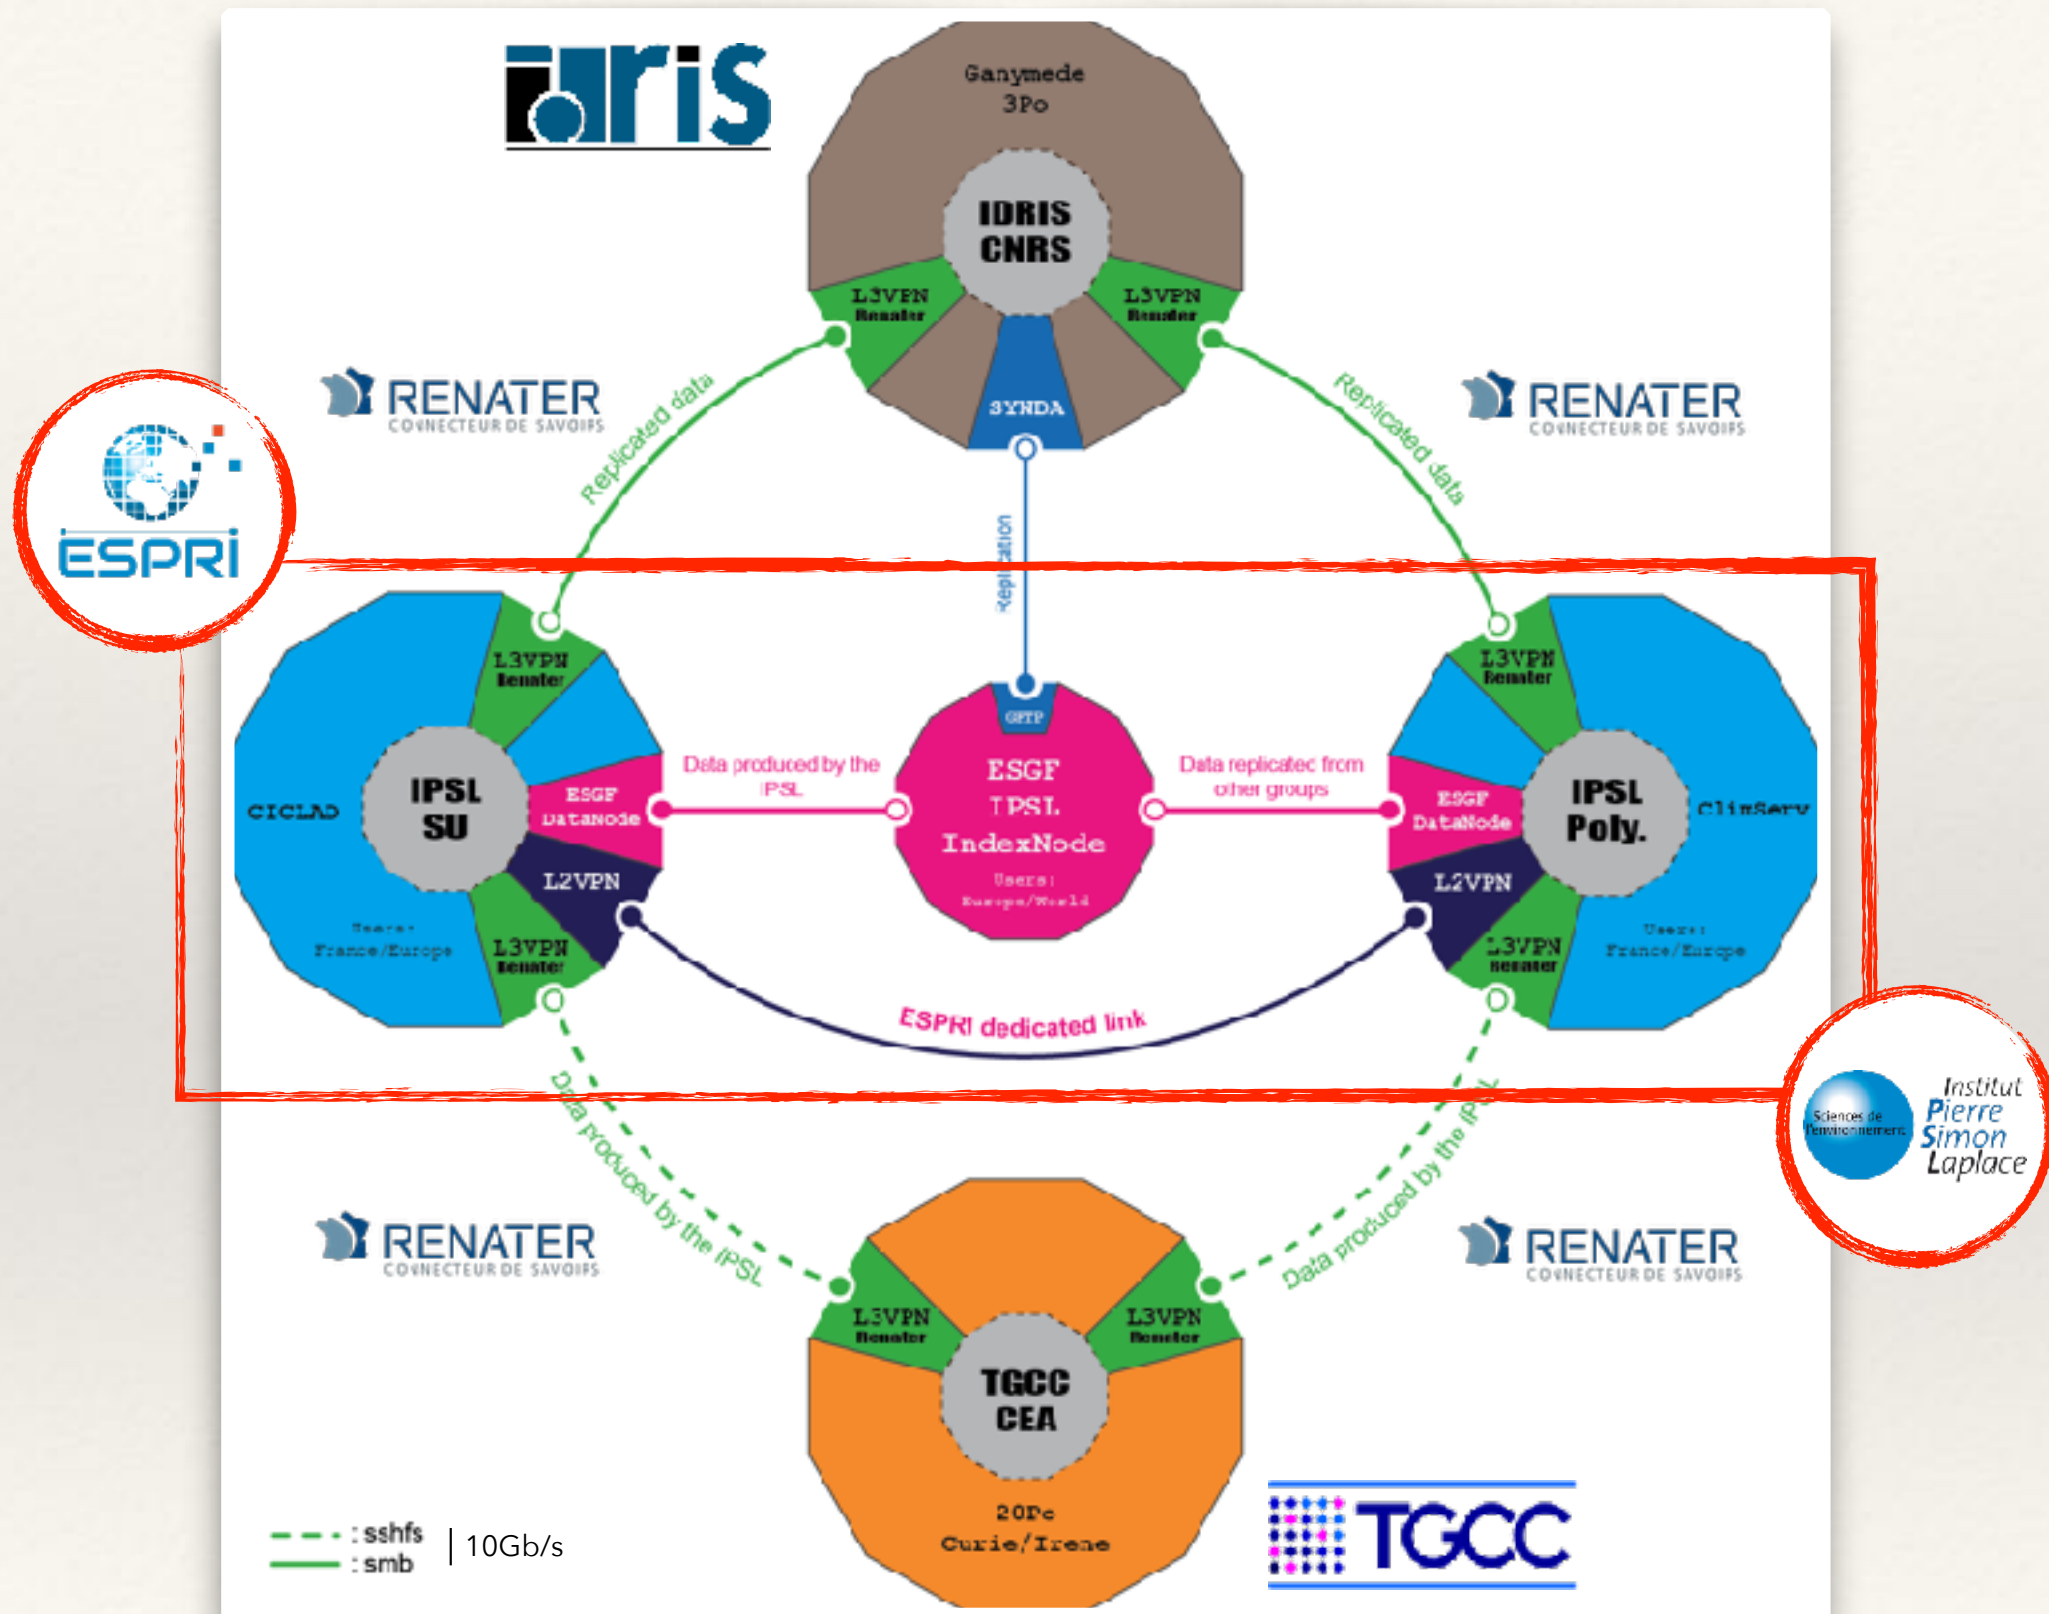 idris
Ganymede
3Po
IDRIS
CNRS
L3VPN
Renater
L3VPN
Renater
SYNDA
RENATER
CONNECTEUR DE SAVOIRS
RENATER
CONNECTEUR DE SAVOIRS
Replicated data
Replicated data
ESPRI
Replication
L3VPN
Renater
L3VPN
Renater
GFTP
CICLAD
IPSL
SU
ESGF
DataNode
Data produced by the
IPSL
ESGF
IPSL
IndexNode
Users:
Europe/World
Data replicated from
other groups
ESGF
DataNode
IPSL
Poly.
ClimServ
L2VPN
L2VPN
Users:
France/Europe
L3VPN
Renater
L3VPN
Renater
Users:
France/Europe
ESPRI dedicated link
Data produced by the IPSL
Data produced by the IPSL
Sciences de
l'environnement
Institut
Pierre
Simon
Laplace
RENATER
CONNECTEUR DE SAVOIRS
RENATER
CONNECTEUR DE SAVOIRS
L3VPN
Renater
L3VPN
Renater
TGCC
CEA
20Po
Curie/Irene
: sshfs
: smb
10Gb/s
TGCC